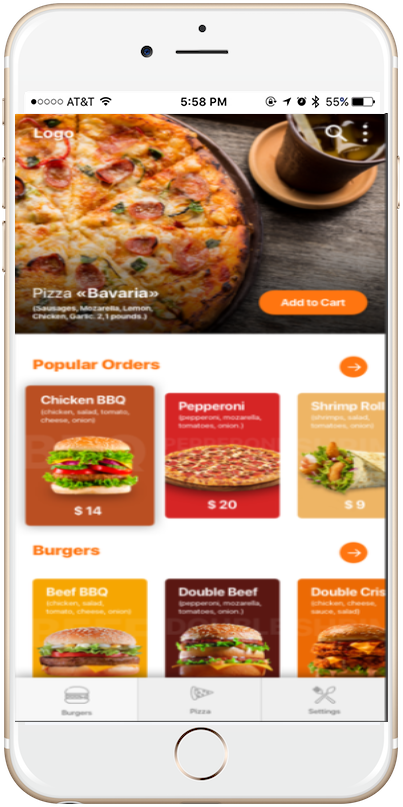 AT&T 5:58 PM 55%
Logo
Pizza «Bavaria»
(Sausages, Mozarella, Lemon,
Chicken, Garlic. 2,1 pounds.)
Add to Cart
Popular Orders
Chicken BBQ
(chicken, salad, tomato,
cheese, onion)
$ 14
Pepperoni
(pepperoni, mozarella,
tomatoes, onion.)
$ 20
Shrimp Roll
(shrimps, salad,
tomatoes, onion.)
$ 9
Burgers
Beef BBQ
(chicken, salad,
tomato, cheese, onion)
Double Beef
(pepperoni, mozarella,
tomatoes, onion.)
Double Cris
(chicken, cheese,
sauce, salad)
Burgers
Pizza
Settings